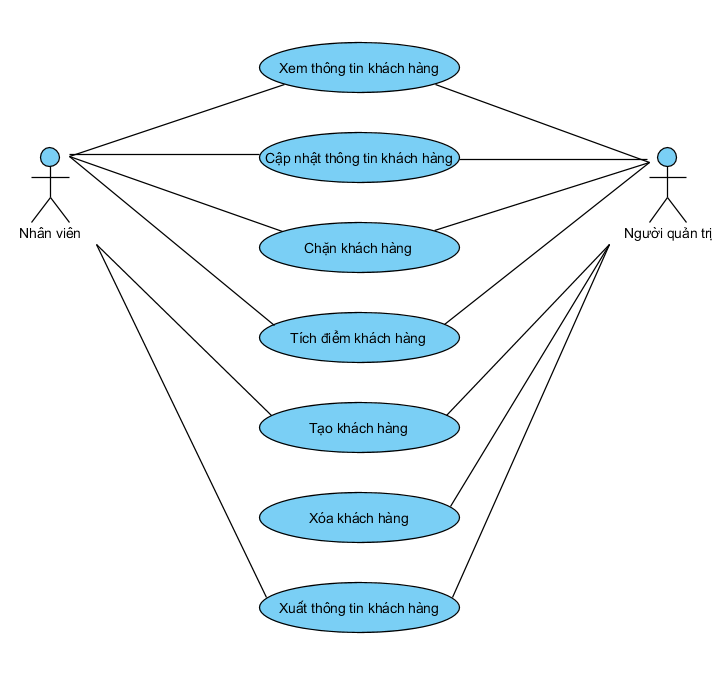 Xem thông tin khách hàng
Cập nhật thông tin khách hàng
Nhân viên
Người quản trị
Chặn khách hàng
Tích điểm khách hàng
Tạo khách hàng
Xóa khách hàng
Xuất thông tin khách hàng